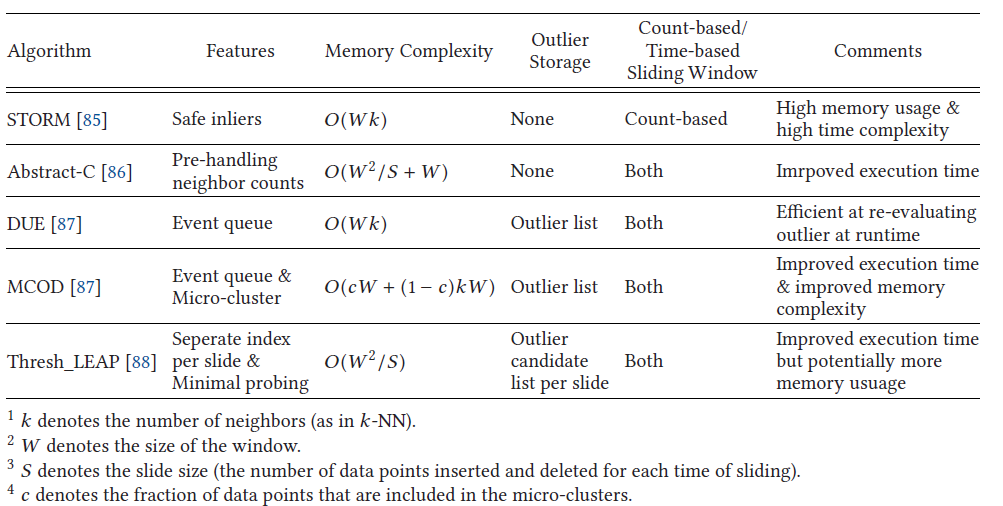 Algorithm Features Memory Complexity Outlier Storage Count-based/ Time-based Sliding Window Comments
STORM [85] Safe inliers O(Wk) None Count-based High memory usage & high time complexity
Abstract-C [86] Pre-handling neighbor counts O(W²/S + W) None Both Imrpoved execution time
DUE [87] Event queue O(Wk) Outlier list Both Efficient at re-evaluating outlier at runtime
MCOD [87] Event queue & Micro-cluster O(cW + (1 − c)kW) Outlier list Both Improved execution time & improved memory complexity
Thresh_LEAP [88] Seperate index per slide & Minimal probing O(W²/S) Outlier candidate list per slide Both Improved execution time but potentially more memory usuage
¹ k denotes the number of neighbors (as in k-NN).
² W denotes the size of the window.
³ S denotes the slide size (the number of data points inserted and deleted for each time of sliding).
⁴ c denotes the fraction of data points that are included in the micro-clusters.